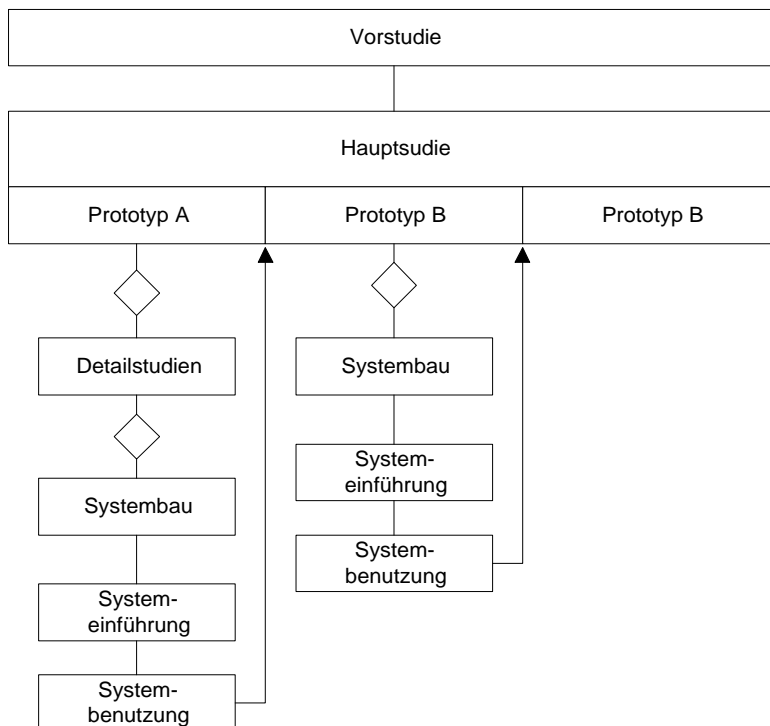 Vorstudie
Hauptsudie
Prototyp A
Prototyp B
Prototyp B
Detailstudien
Systembau
System-
einführung
System-
benutzung
Systembau
System-
einführung
System-
benutzung